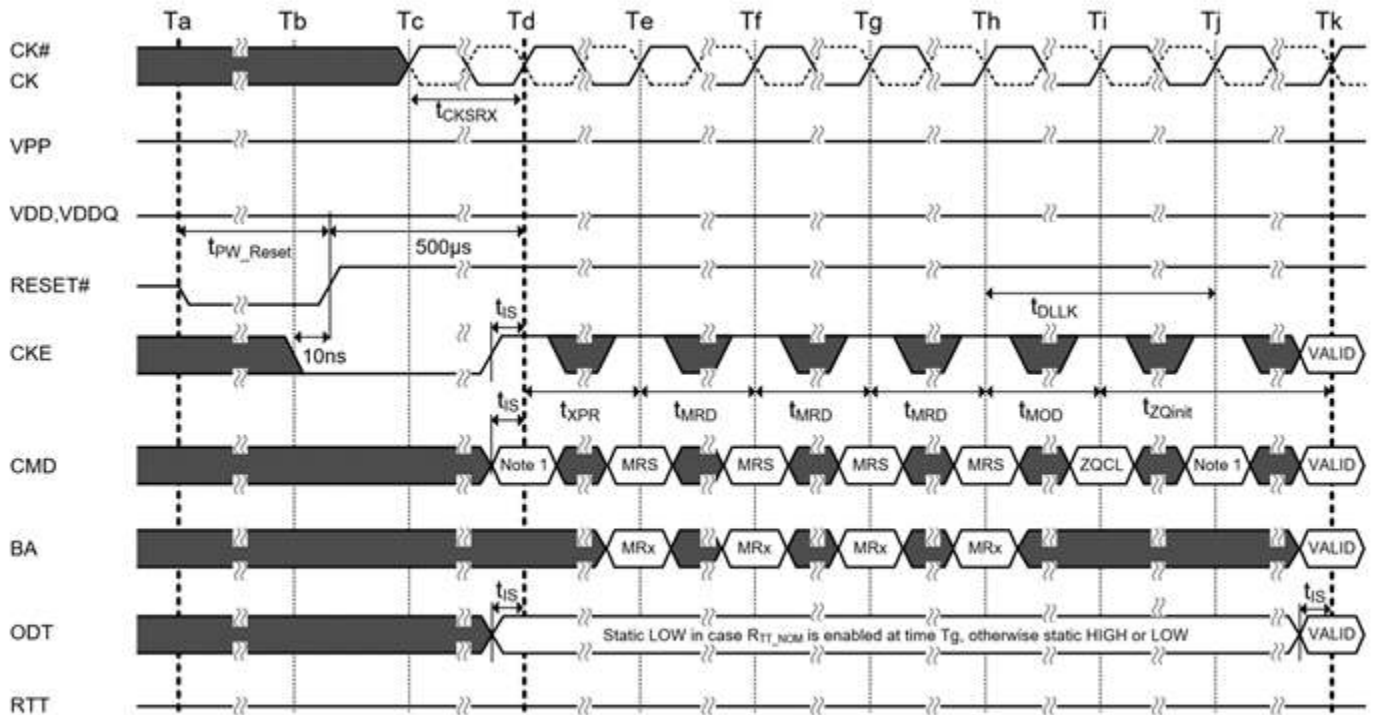 Ta Tb Tc Td Te Tf Tg Th Ti Tj Tk
CK#
CK
tCKSRX
VPP
VDD,VDDQ
tPW_Reset 500µs
RESET#
tIS tDLLK
CKE 10ns VALID
tIS tXPR tMRD tMRD tMRD tMOD tZQinit
CMD Note 1 MRS MRS MRS MRS ZQCL Note 1 VALID
BA MRx MRx MRx MRx VALID
tIS tIS
ODT Static LOW in case RTT_NOM is enabled at time Tg, otherwise static HIGH or LOW VALID
RTT